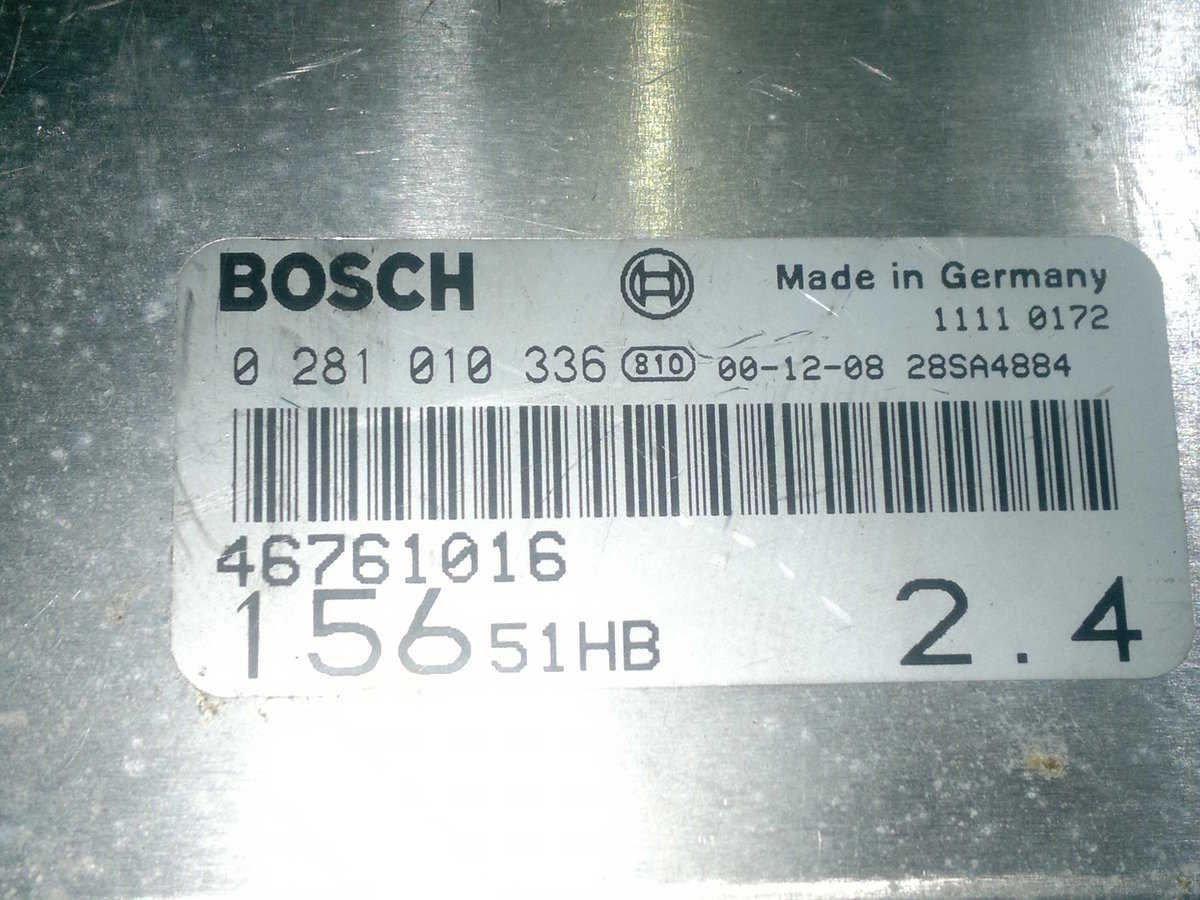 BOSCH Made in Germany
1111 0172
0 281 010 336 810 00-12-08 28SA4884
46761016
156 51HB 2.4